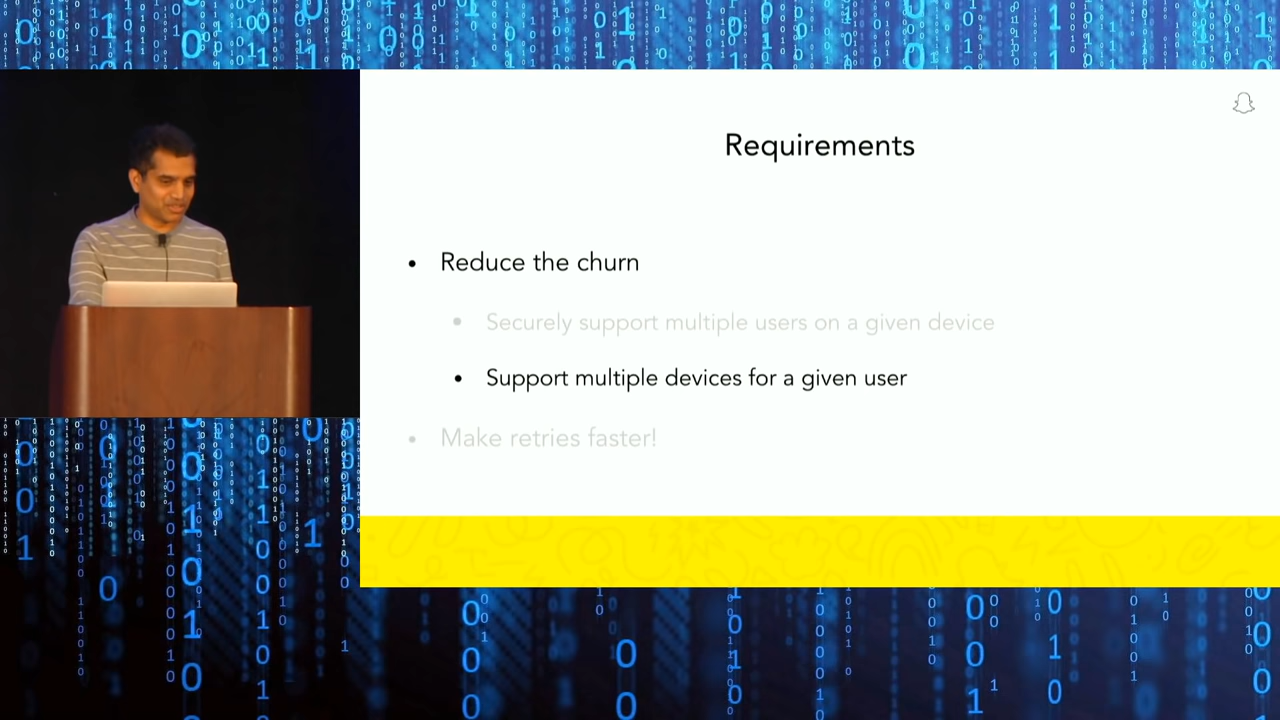 Requirements
• Reduce the churn
• Securely support multiple users on a given device
• Support multiple devices for a given user
• Make retries faster!